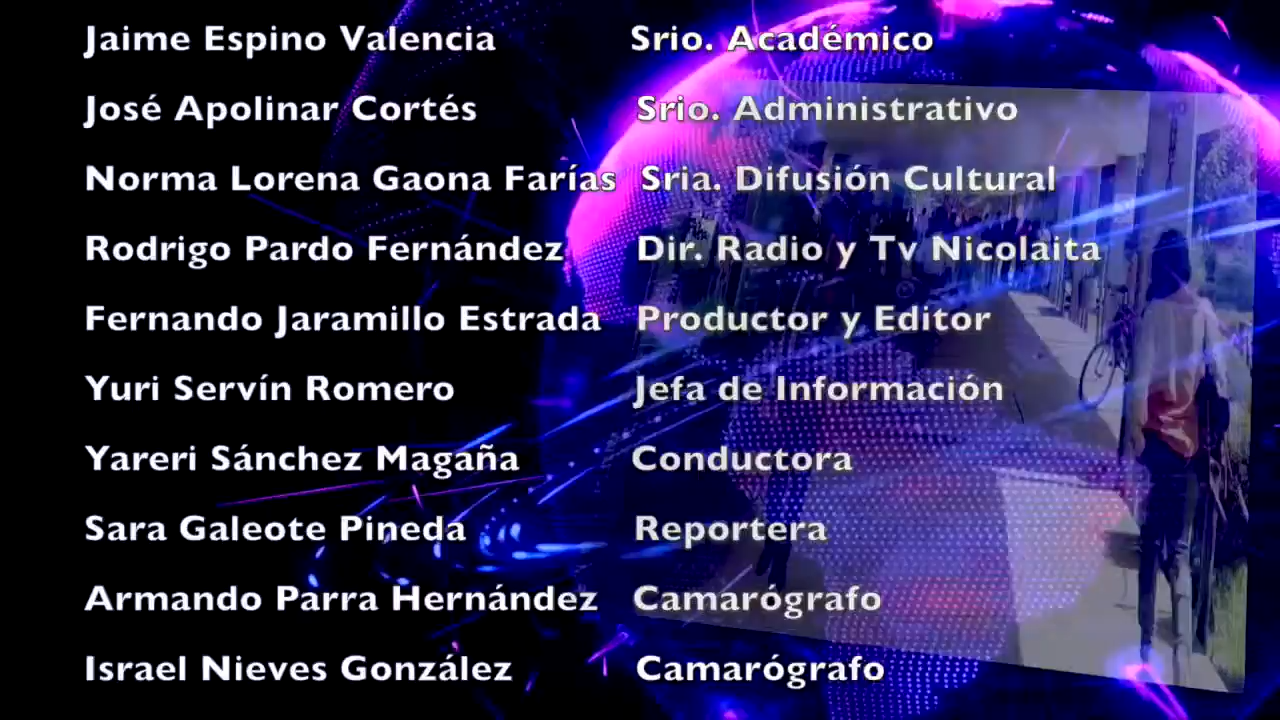 Jaime Espino Valencia Srio. Académico
José Apolinar Cortés Srio. Administrativo
Norma Lorena Gaona Farías Sria. Difusión Cultural
Rodrigo Pardo Fernández Dir. Radio y Tv Nicolaita
Fernando Jaramillo Estrada Productor y Editor
Yuri Servín Romero Jefa de Información
Yareri Sánchez Magaña Conductora
Sara Galeote Pineda Reportera
Armando Parra Hernández Camarógrafo
Israel Nieves González Camarógrafo